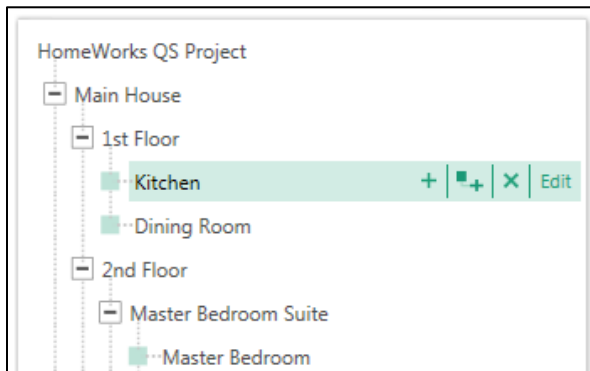 HomeWorks QS Project
Main House
1st Floor
Kitchen Edit
Dining Room
2nd Floor
Master Bedroom Suite
Master Bedroom